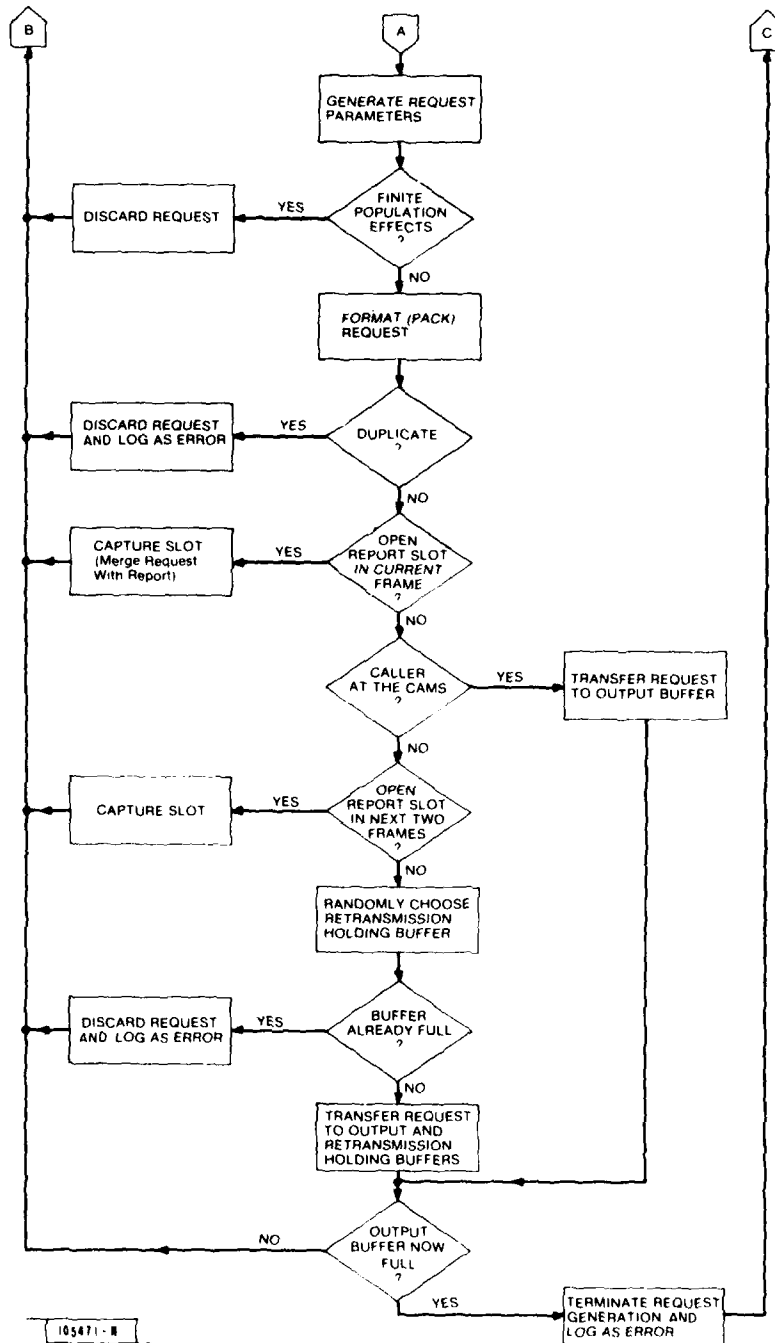 B
A
C
GENERATE REQUEST
PARAMETERS
FINITE
POPULATION
EFFECTS
?
YES
DISCARD REQUEST
NO
FORMAT (PACK)
REQUEST
DUPLICATE
?
YES
DISCARD REQUEST
AND LOG AS ERROR
NO
OPEN
REPORT SLOT
IN CURRENT
FRAME
?
YES
CAPTURE SLOT
(Merge Request
With Report)
NO
CALLER
AT THE CAMS
?
YES
TRANSFER REQUEST
TO OUTPUT BUFFER
NO
OPEN
REPORT SLOT
IN NEXT TWO
FRAMES
?
YES
CAPTURE SLOT
NO
RANDOMLY CHOOSE
RETRANSMISSION
HOLDING BUFFER
BUFFER
ALREADY FULL
?
YES
DISCARD REQUEST
AND LOG AS ERROR
NO
TRANSFER REQUEST
TO OUTPUT AND
RETRANSMISSION
HOLDING BUFFERS
OUTPUT
BUFFER NOW
FULL
?
NO
YES
TERMINATE REQUEST
GENERATION AND
LOG AS ERROR
105471-N